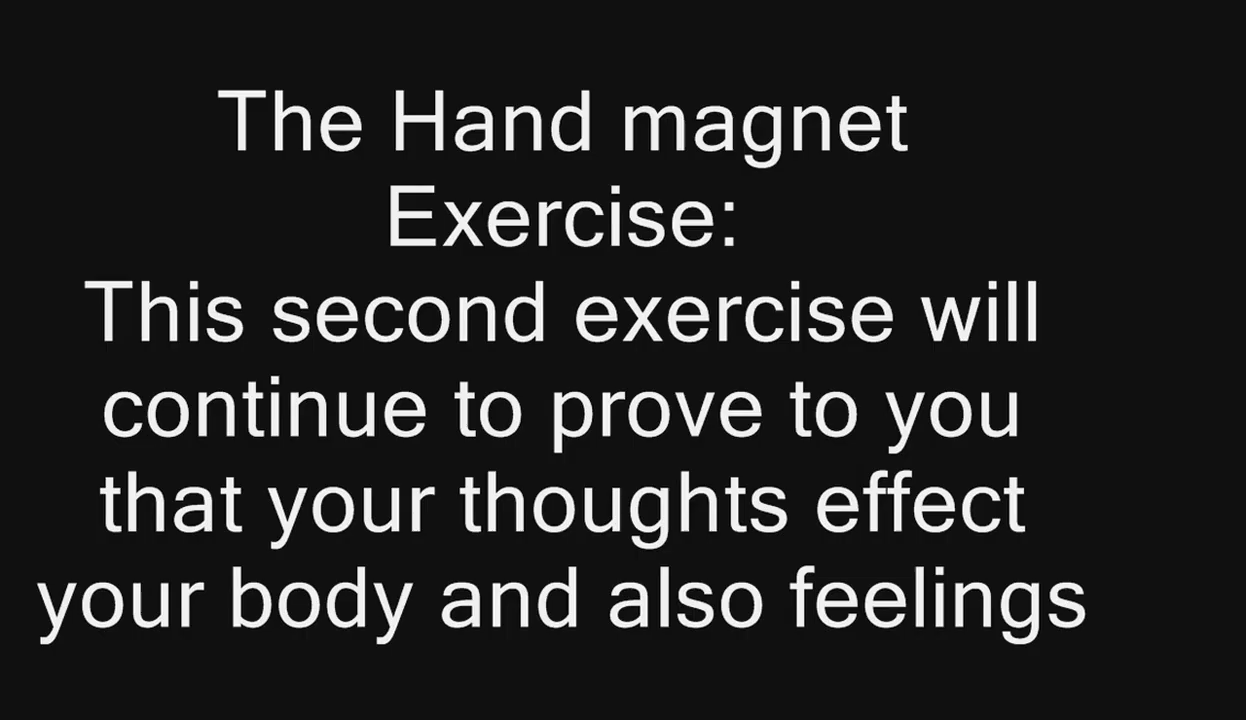 The Hand magnet
Exercise:
This second exercise will
continue to prove to you
that your thoughts effect
your body and also feelings